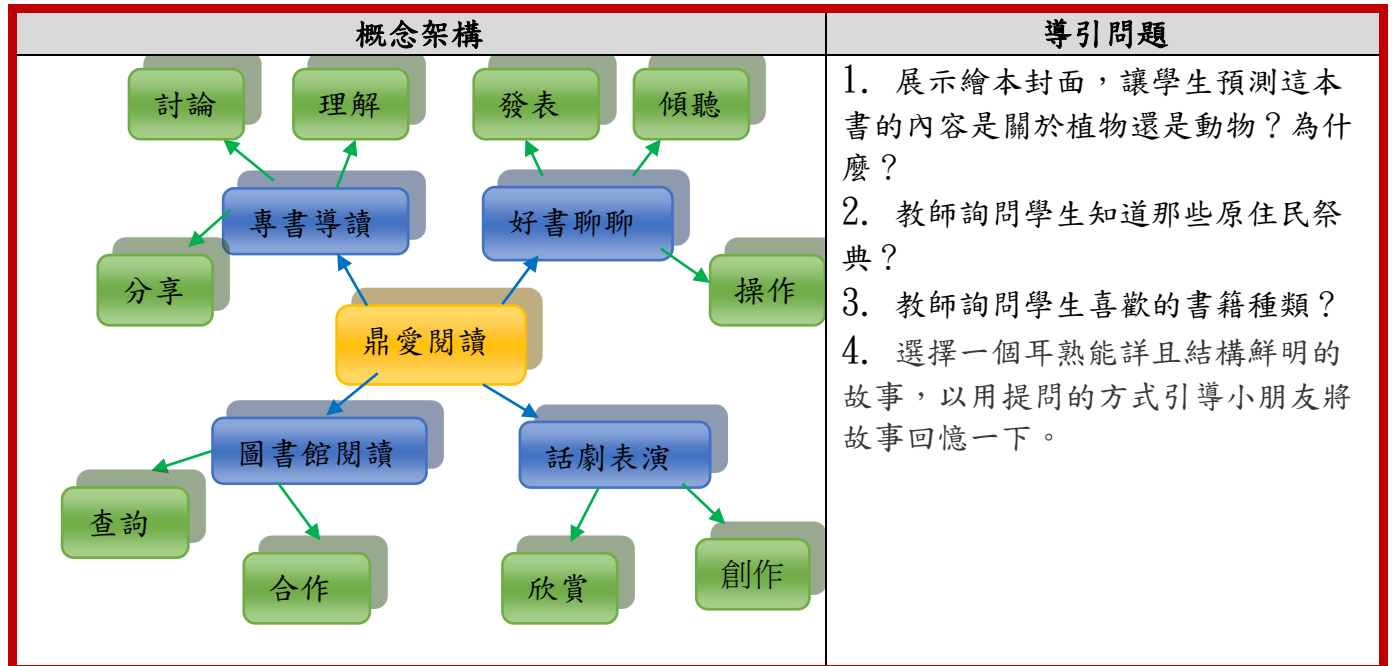 概念架構
導引問題
討論
理解
發表
傾聽
專書導讀
好書聊聊
分享
操作
鼎愛閱讀
圖書館閱讀
話劇表演
查詢
合作
欣賞
創作
1. 展示繪本封面，讓學生預測這本
書的內容是關於植物還是動物？為什
麼？
2. 教師詢問學生知道那些原住民祭
典？
3. 教師詢問學生喜歡的書籍種類？
4. 選擇一個耳熟能詳且結構鮮明的
故事，以用提問的方式引導小朋友將
故事回憶一下。